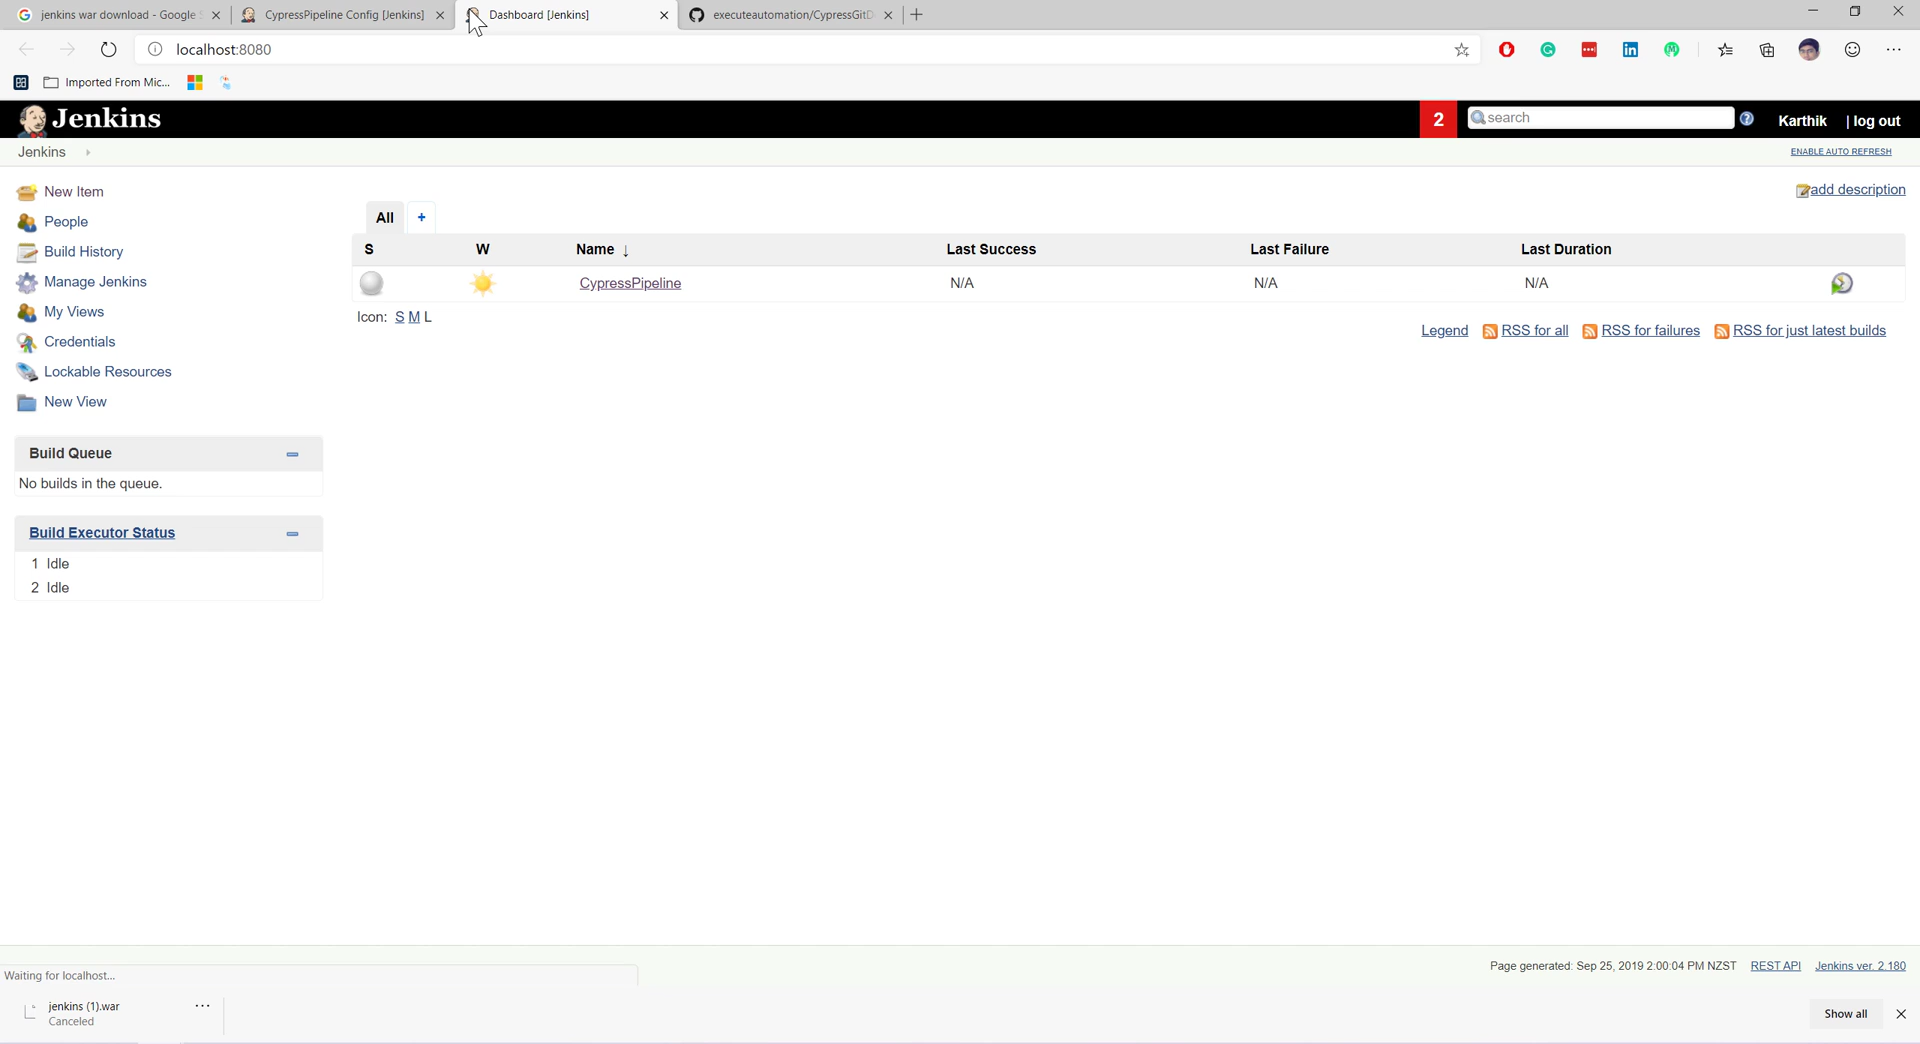 jenkins war download - Google S
CypressPipeline Config [Jenkins]
Dashboard [Jenkins]
executeautomation/CypressGitD
localhost:8080
Imported From Mic...
Jenkins
2
search
Karthik
| log out
Jenkins
ENABLE AUTO REFRESH
New Item
People
Build History
Manage Jenkins
My Views
Credentials
Lockable Resources
New View
add description
All +
S W Name ↓ Last Success Last Failure Last Duration
CypressPipeline N/A N/A N/A
Icon: S M L
Legend RSS for all RSS for failures RSS for just latest builds
Build Queue
No builds in the queue.
Build Executor Status
1 Idle
2 Idle
Page generated: Sep 25, 2019 2:00:04 PM NZST REST API Jenkins ver. 2.180
Waiting for localhost...
jenkins (1).war
Canceled
Show all